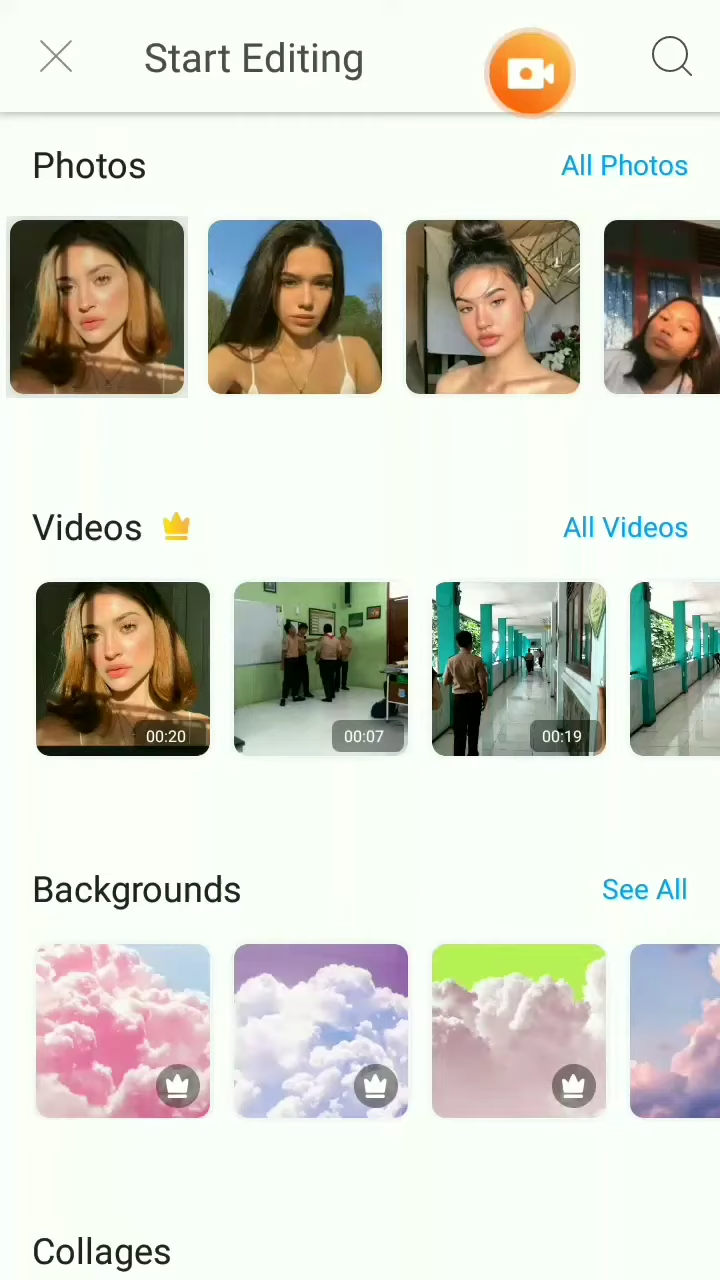 Start Editing
Photos
All Photos
Videos
All Videos
00:20
00:07
00:19
Backgrounds
See All
Collages